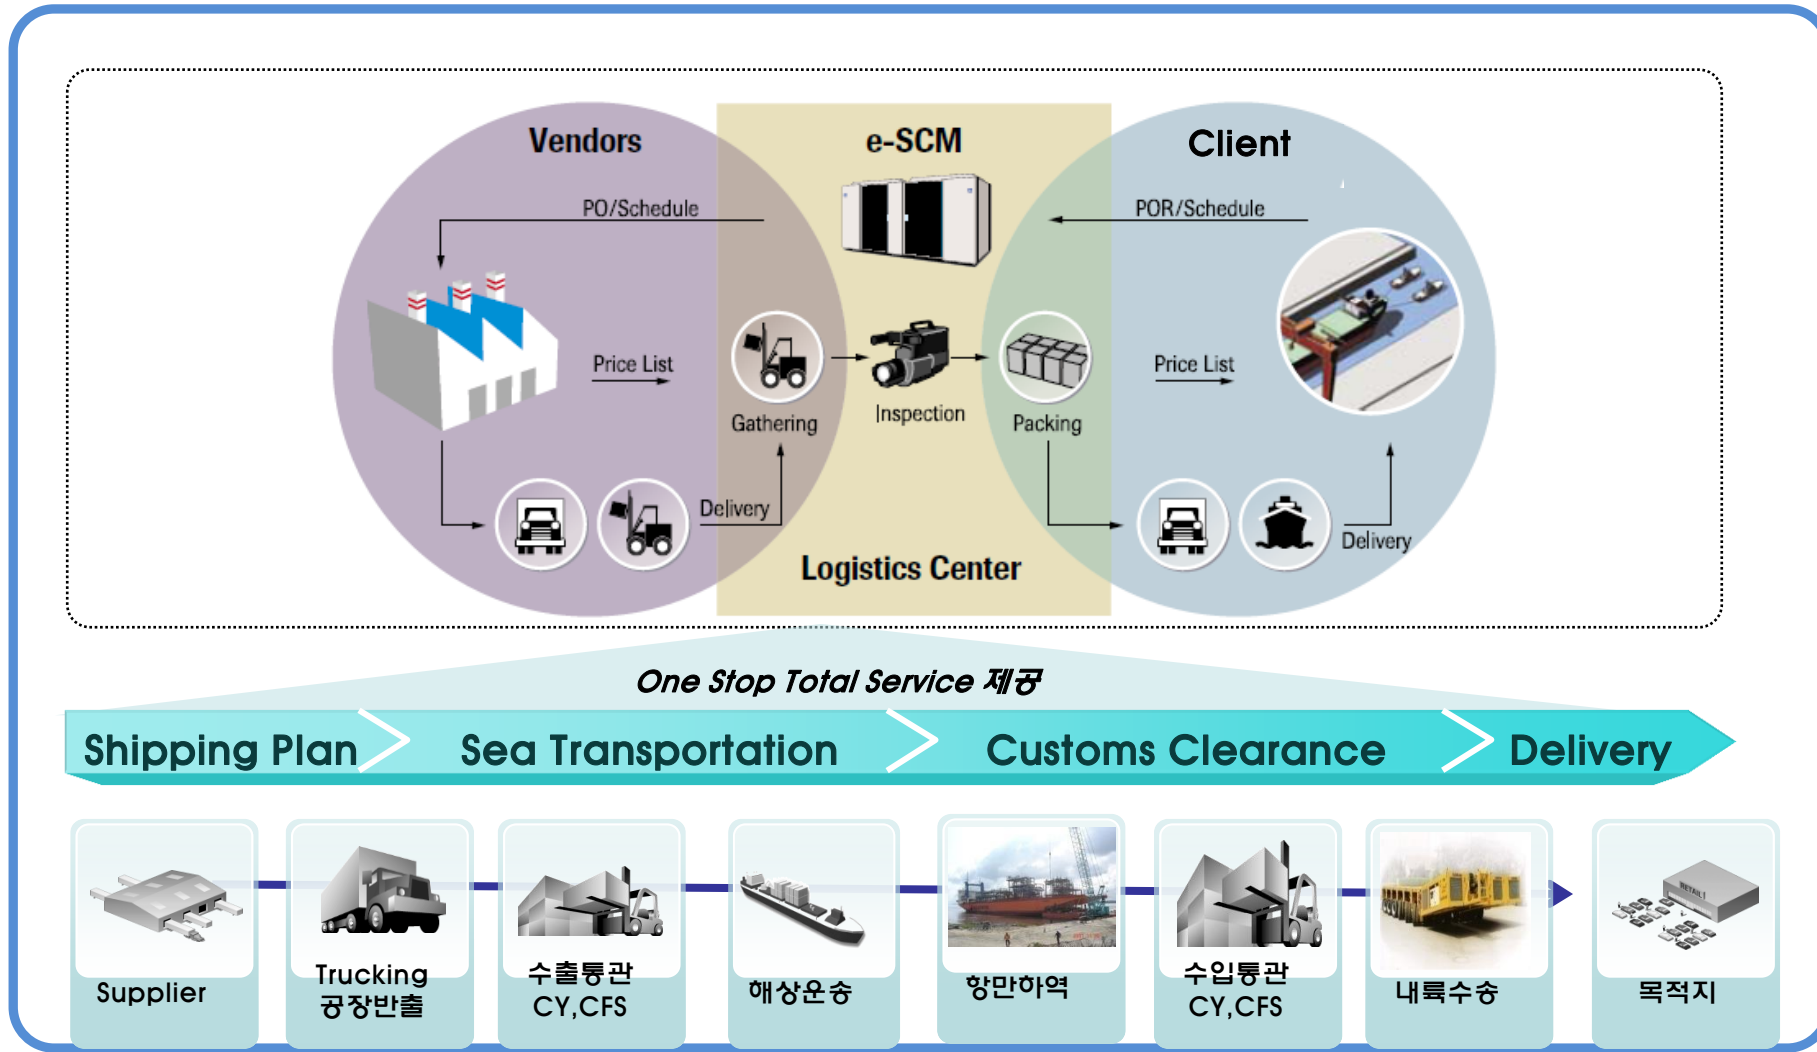 Vendors
e-SCM
Client
PO/Schedule
POR/Schedule
Price List
Price List
Gathering
Inspection
Packing
Delivery
Delivery
Logistics Center
One Stop Total Service 제공
Shipping Plan
Sea Transportation
Customs Clearance
Delivery
RETAIL
Supplier
Trucking
공장반출
수출통관
CY,CFS
해상운송
항만하역
수입통관
CY,CFS
내륙수송
목적지